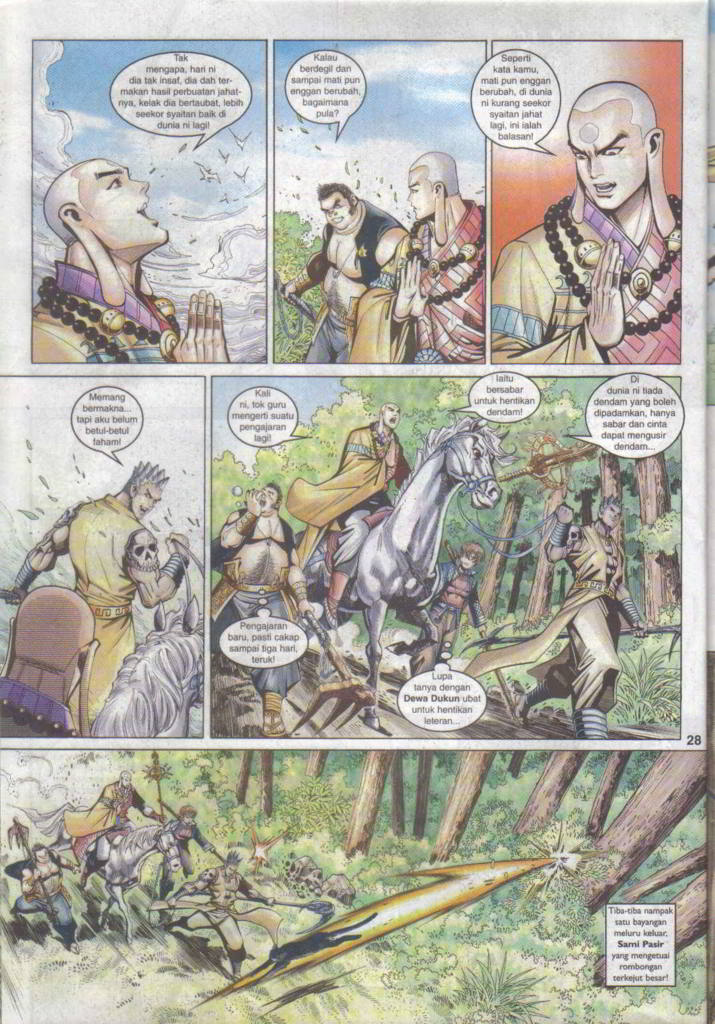 Tak
mengapa, hari ni
dia tak insaf, dia dah ter-
makan hasil perbuatan jahat-
nya, kelak dia bertaubat, lebih
seekor syaitan baik di
dunia ni lagi!
Kalau
berdegil dan
sampai mati pun
enggan berubah,
bagaimana
pula?
Seperti
kata kamu,
mati pun enggan
berubah, di dunia
ni kurang seekor
syaitan jahat
lagi, ini ialah
balasan!
Memang
bermakna...
tapi aku belum
betul-betul
faham!
Kali
ni, tok guru
mengerti suatu
pengajaran
lagi!
Iaitu
bersabar
untuk hentikan
dendam!
Di
dunia ni tiada
dendam yang boleh
dipadamkan, hanya
sabar dan cinta
dapat mengusir
dendam...
Pengajaran
baru, pasti cakap
sampai tiga hari,
teruk!
Lupa
tanya dengan
Dewa Dukun ubat
untuk hentikan
leteran...
28
Tiba-tiba nampak
satu bayangan
meluru keluar,
Sami Pasir
yang mengetuai
rombongan
terkejut besar!